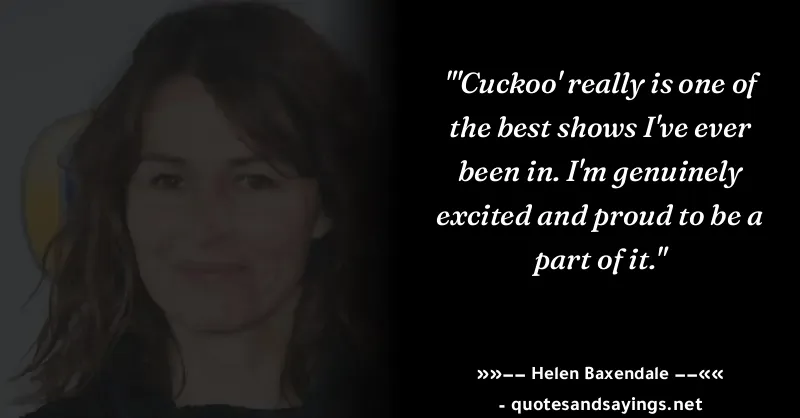 "'Cuckoo' really is one of
the best shows I've ever
been in. I'm genuinely
excited and proud to be a
part of it."
»»–– Helen Baxendale ––««
- quotesandsayings.net